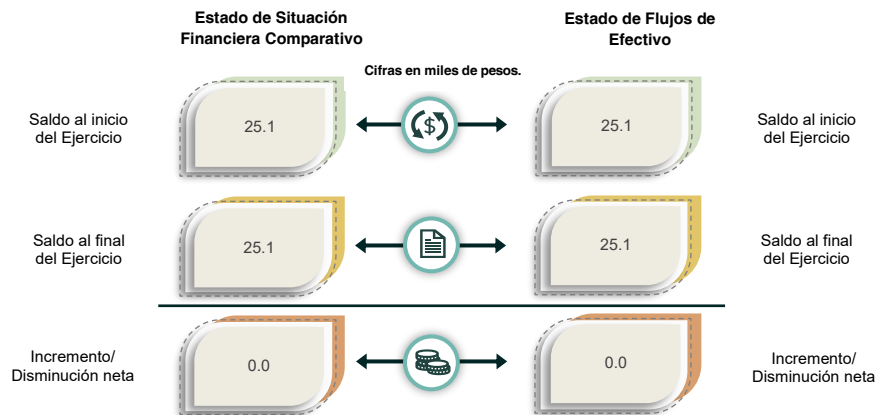 Estado de Situación
Financiera Comparativo
Estado de Flujos de
Efectivo
Cifras en miles de pesos.
Saldo al inicio
del Ejercicio
25.1
$
25.1
Saldo al inicio
del Ejercicio
Saldo al final
del Ejercicio
25.1
25.1
Saldo al final
del Ejercicio
Incremento/
Disminución neta
0.0
0.0
Incremento/
Disminución neta